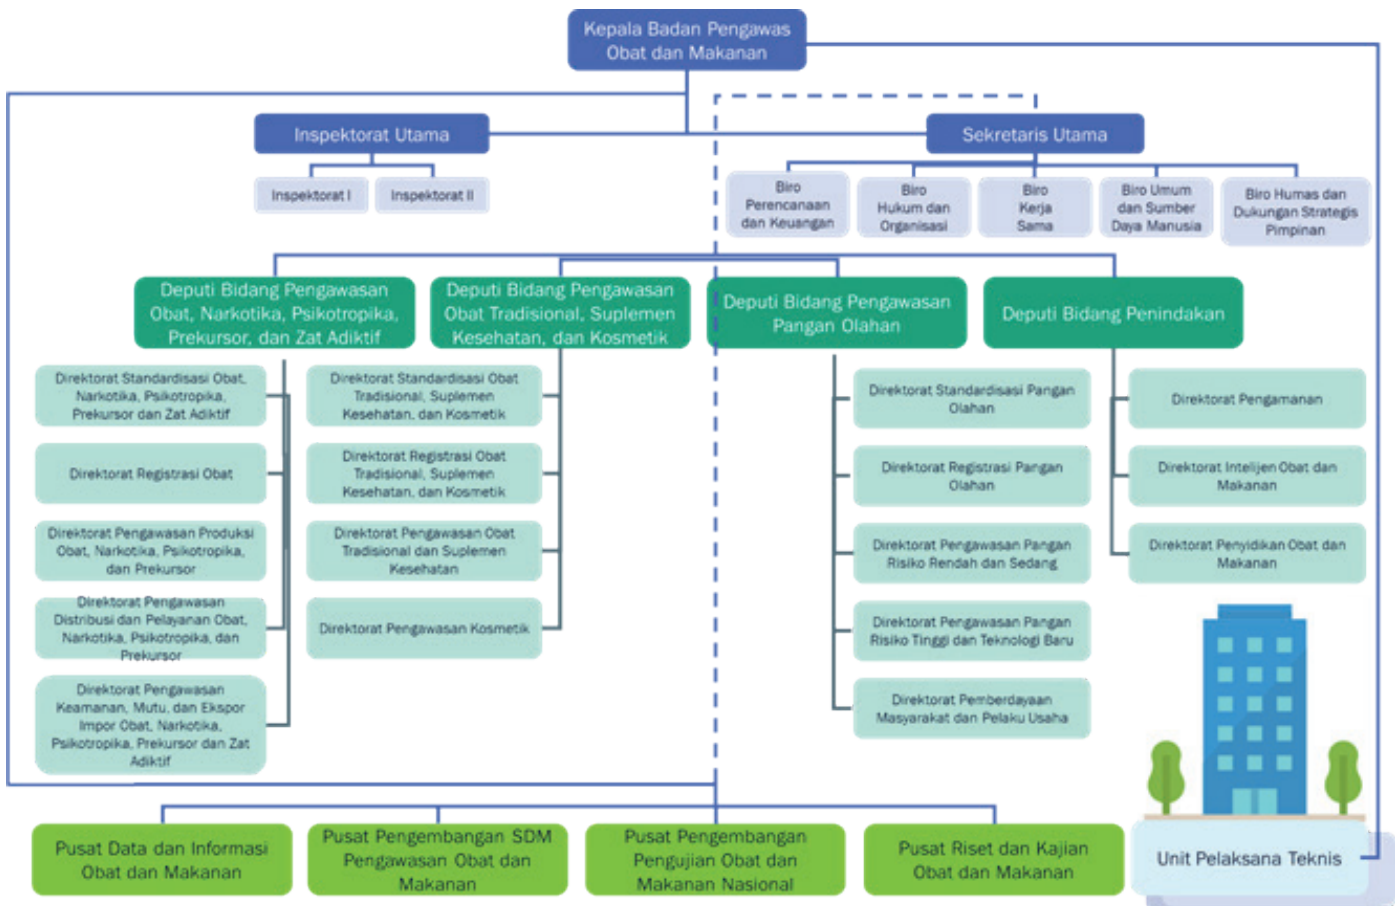 Kepala Badan Pengawas
Obat dan Makanan
Inspektorat Utama
Sekretaris Utama
Inspektorat I
Inspektorat II
Biro
Perencanaan
dan Keuangan
Biro
Hukum dan
Organisasi
Biro
Kerja
Sama
Biro Umum
dan Sumber
Daya Manusia
Biro Humas dan
Dukungan Strategis
Pimpinan
Deputi Bidang Pengawasan
Obat, Narkotika, Psikotropika,
Prekursor, dan Zat Adiktif
Deputi Bidang Pengawasan
Obat Tradisional, Suplemen
Kesehatan, dan Kosmetik
Deputi Bidang Pengawasan
Pangan Olahan
Deputi Bidang Penindakan
Direktorat Standardisasi Obat,
Narkotika, Psikotropika,
Prekursor dan Zat Adiktif
Direktorat Registrasi Obat
Direktorat Pengawasan Produksi
Obat, Narkotika, Psikotropika,
dan Prekursor
Direktorat Pengawasan
Distribusi dan Pelayanan Obat,
Narkotika, Psikotropika, dan
Prekursor
Direktorat Pengawasan
Keamanan, Mutu, dan Ekspor
Impor Obat, Narkotika,
Psikotropika, Prekursor dan Zat
Adiktif
Direktorat Standardisasi Obat
Tradisional, Suplemen
Kesehatan, dan Kosmetik
Direktorat Registrasi Obat
Tradisional, Suplemen
Kesehatan, dan Kosmetik
Direktorat Pengawasan Obat
Tradisional dan Suplemen
Kesehatan
Direktorat Pengawasan Kosmetik
Direktorat Standardisasi Pangan
Olahan
Direktorat Registrasi Pangan
Olahan
Direktorat Pengawasan Pangan
Risiko Rendah dan Sedang
Direktorat Pengawasan Pangan
Risiko Tinggi dan Teknologi Baru
Direktorat Pemberdayaan
Masyarakat dan Pelaku Usaha
Direktorat Pengamanan
Direktorat Intelijen Obat dan
Makanan
Direktorat Penyidikan Obat dan
Makanan
Pusat Data dan Informasi
Obat dan Makanan
Pusat Pengembangan SDM
Pengawasan Obat dan
Makanan
Pusat Pengembangan
Pengujian Obat dan
Makanan Nasional
Pusat Riset dan Kajian
Obat dan Makanan
Unit Pelaksana Teknis